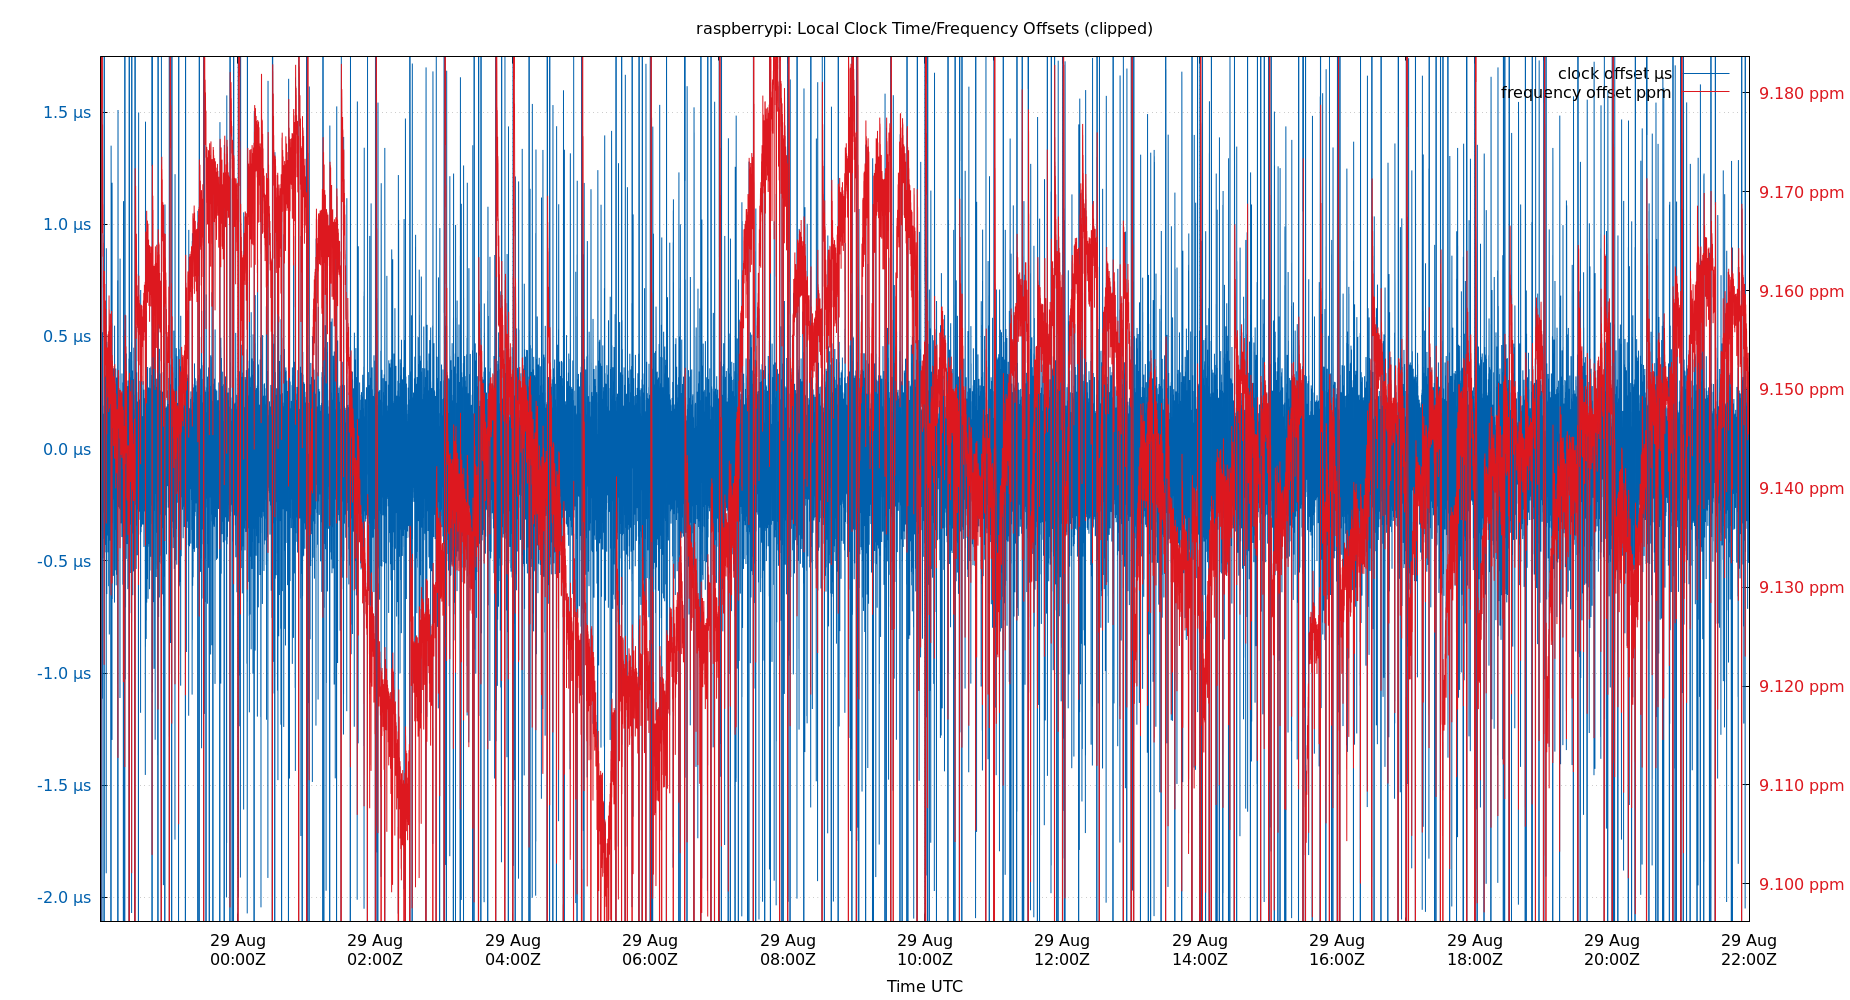 raspberrypi: Local Clock Time/Frequency Offsets (clipped)
clock offset μs
frequency offset ppm
1.5 μs
1.0 μs
0.5 μs
0.0 μs
-0.5 μs
-1.0 μs
-1.5 μs
-2.0 μs
9.180 ppm
9.170 ppm
9.160 ppm
9.150 ppm
9.140 ppm
9.130 ppm
9.120 ppm
9.110 ppm
9.100 ppm
29 Aug 29 Aug 29 Aug 29 Aug 29 Aug 29 Aug 29 Aug 29 Aug 29 Aug 29 Aug 29 Aug 29 Aug
00:00Z 02:00Z 04:00Z 06:00Z 08:00Z 10:00Z 12:00Z 14:00Z 16:00Z 18:00Z 20:00Z 22:00Z
Time UTC